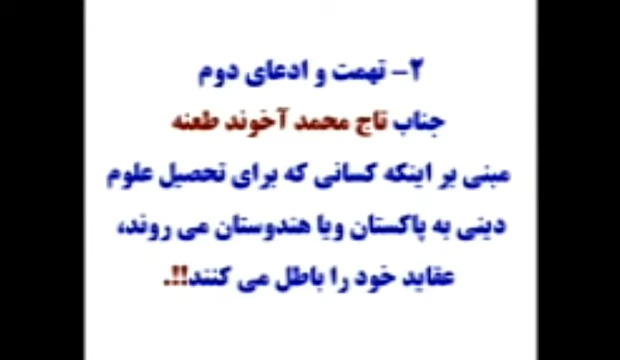 ۲- تهمت و ادعای دوم
جناب تاج محمد آخوند طعنه
مبنی بر اینکه کسانی که برای تحصیل علوم
دینی به پاکستان ویا هندوستان می روند،
عقاید خود را باطل می کنند!!.